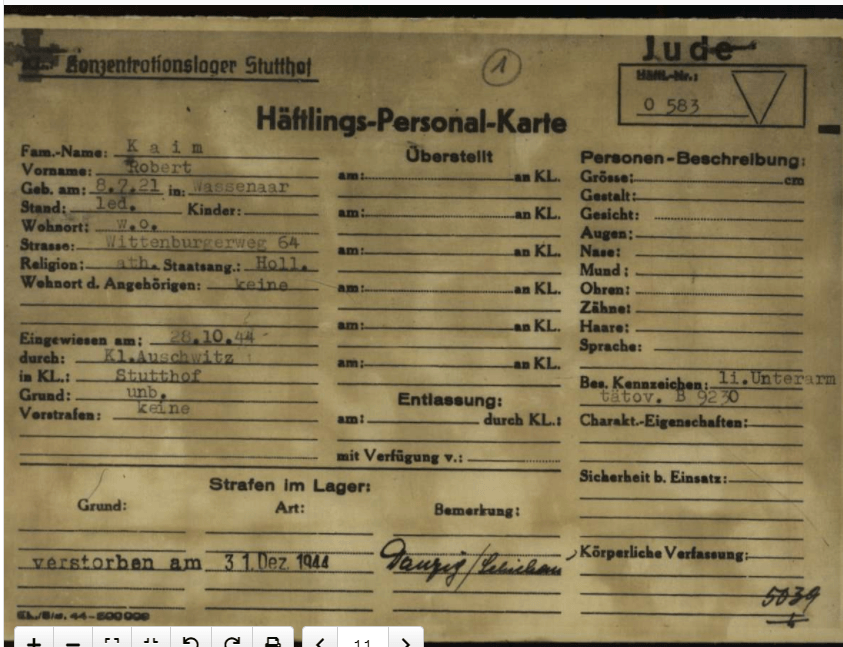 Konzentrationslager Stutthof
1
Jude
Häftl.-Nr.:
O 583
Häftlings-Personal-Karte
Fam.-Name: Kaim
Vorname: Robert
Geb. am: 8.7.21 in: Wassenaar
Stand: led. Kinder:
Wohnort: w.o.
Strasse: Wittenburgerweg 64
Religion: ath. Staatsang.: Holl.
Wohnort d. Angehörigen: keine
Eingewiesen am: 28.10.44
durch: Kl.Auschwitz
in KL.: Stutthof
Grund: unb.
Vorstrafen: keine
Überstellt
am: an KL.
am: an KL.
am: an KL.
am: an KL.
am: an KL.
am: an KL.
Entlassung:
am: durch KL.:
mit Verfügung v.:
Personen-Beschreibung:
Grösse: cm
Gestalt:
Gesicht:
Augen:
Nase:
Mund:
Ohren:
Zähne:
Haare:
Sprache:
Bes. Kennzeichen: li.Unterarm
tätov. B 9230
Charakt.-Eigenschaften:
Sicherheit b. Einsatz:
Körperliche Verfassung:
5039
Strafen im Lager:
Grund: Art: Bemerkung:
verstorben am 31. Dez. 1944 Danzig/Schichau
44-500000
11